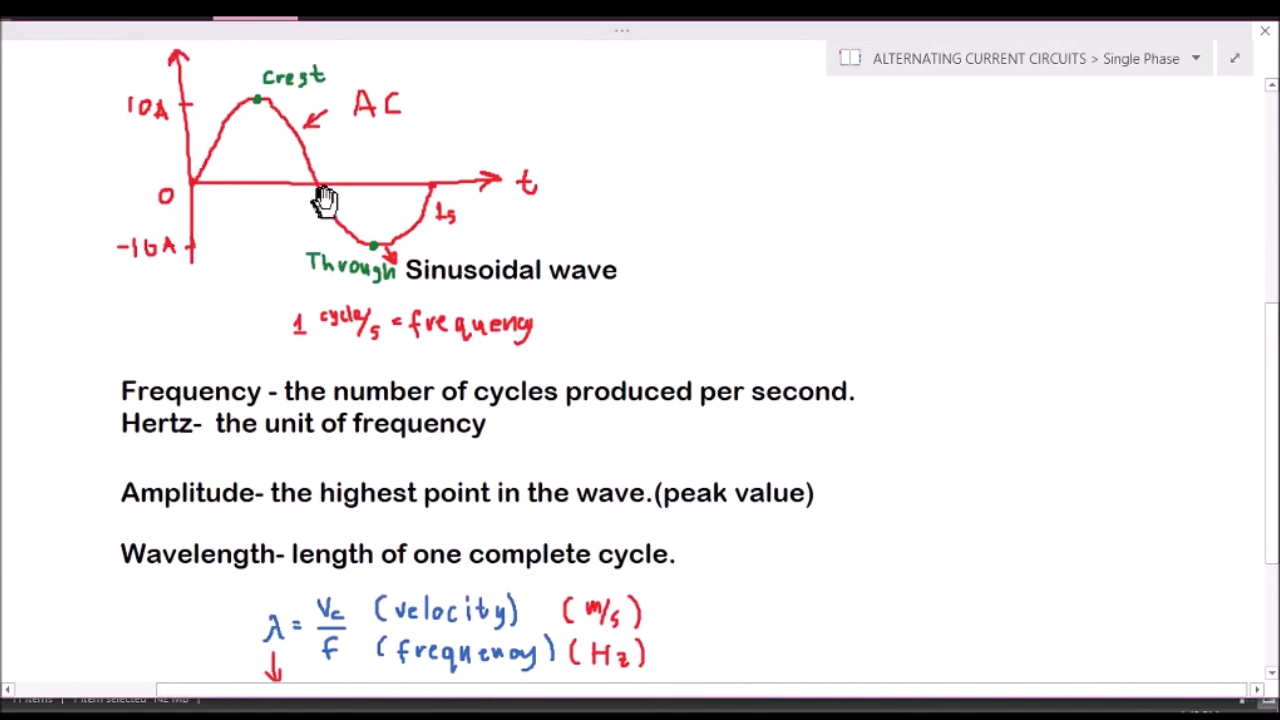 ALTERNATING CURRENT CIRCUITS > Single Phase
Crest
10A
AC
0
t
1s
-10A
Through
Sinusoidal wave
1 cycle/s = frequency
Frequency - the number of cycles produced per second.
Hertz- the unit of frequency
Amplitude- the highest point in the wave.(peak value)
Wavelength- length of one complete cycle.
λ = Vc (velocity) (m/s)
f (frequency) (Hz)